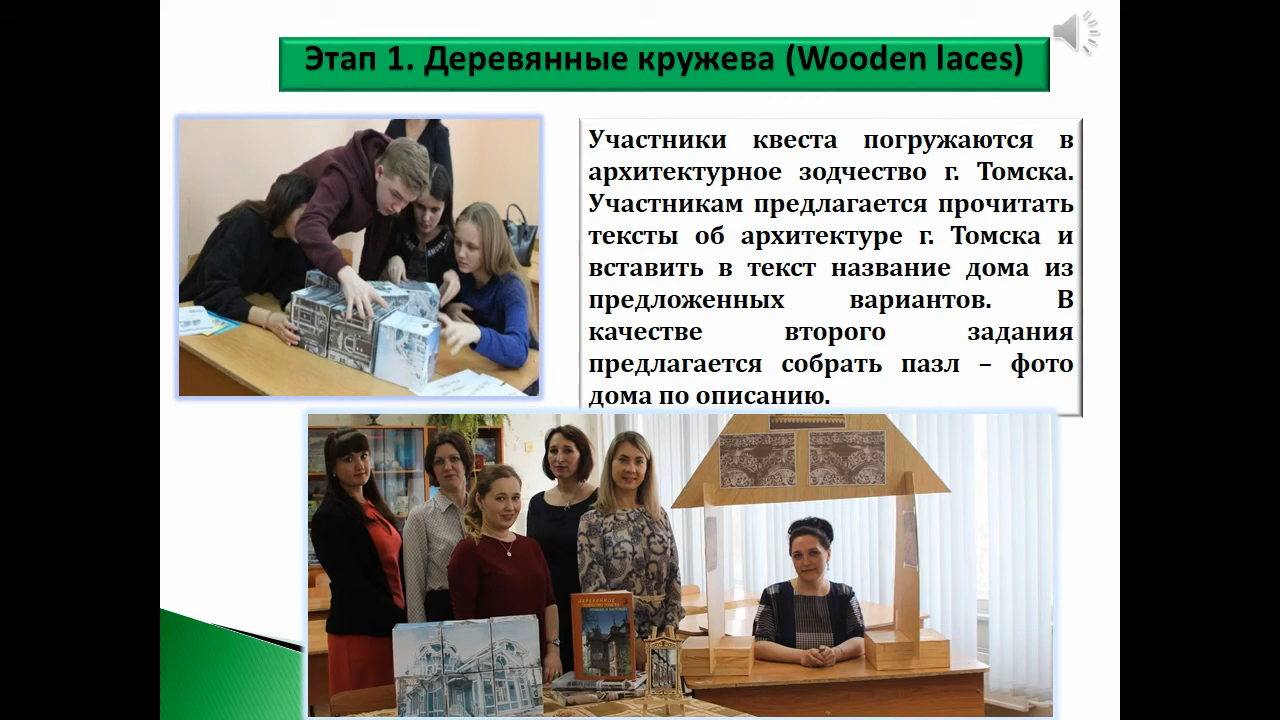 Этап 1. Деревянные кружева (Wooden laces)
Участники квеста погружаются в
архитектурное зодчество г. Томска.
Участникам предлагается прочитать
тексты об архитектуре г. Томска и
вставить в текст название дома из
предложенных вариантов. В
качестве второго задания
предлагается собрать пазл – фото
дома по описанию.
ДЕРЕВЯННОЕ